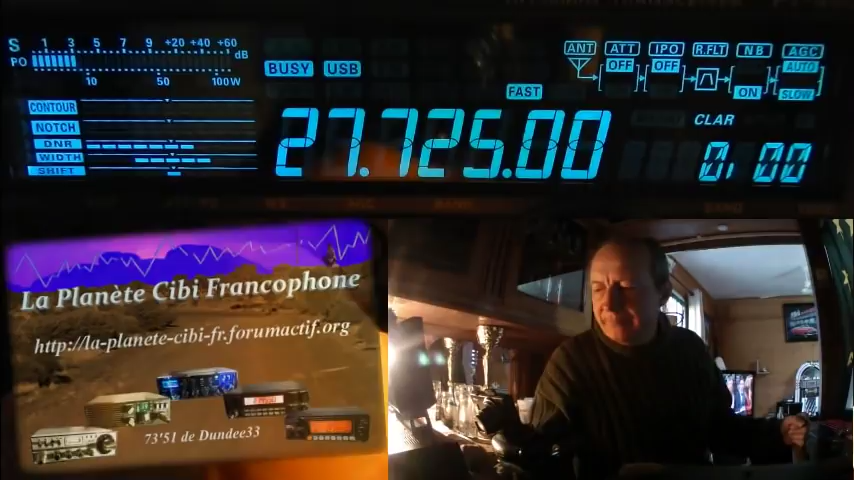 S 1 3 5 7 9 +20 +40 +60 dB
PO 10 50 100W
BUSY USB
FAST
ANT ATT IPO R.FLT NB AGC
OFF OFF AUTO
ON SLOW
CONTOUR
NOTCH
DNR
WIDTH
SHIFT
27.725.00
CLAR
0.00
La Planète Cibi Francophone
http://la-planete-cibi-fr.forumactif.org
73'51 de Dundee33